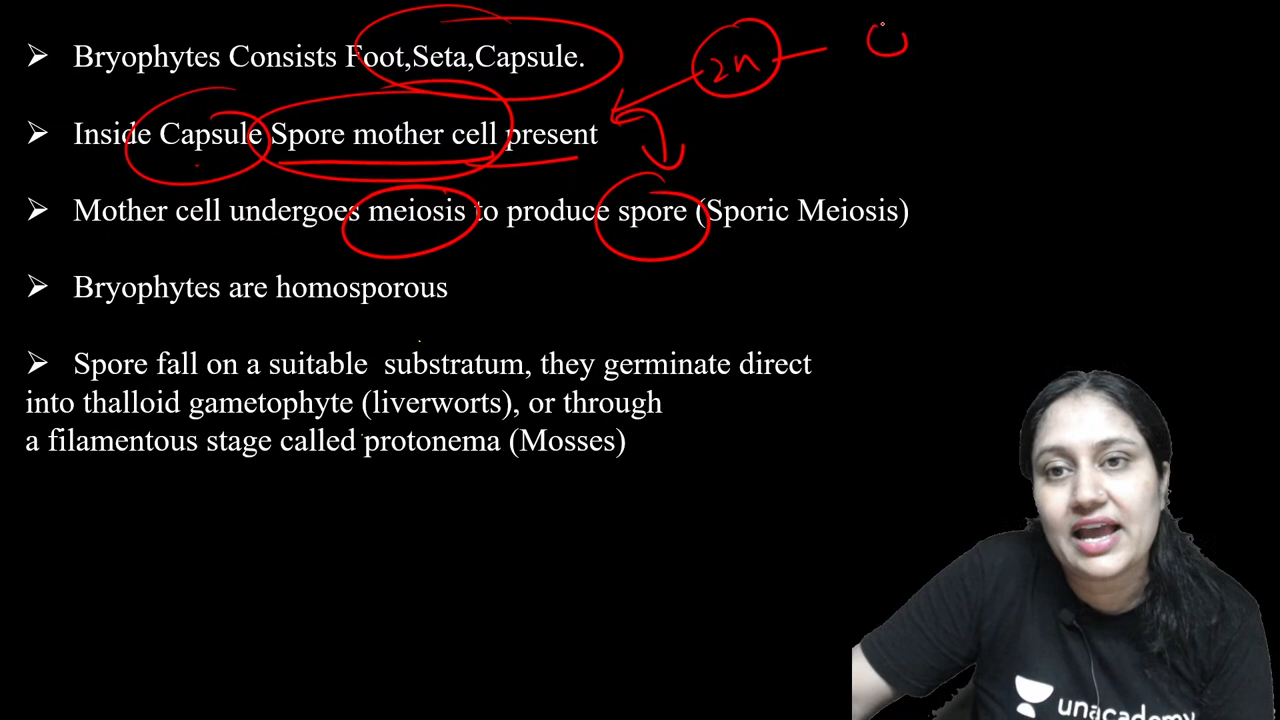 ➢ Bryophytes Consists Foot,Seta,Capsule.
2n
➢ Inside Capsule Spore mother cell present
➢ Mother cell undergoes meiosis to produce spore (Sporic Meiosis)
➢ Bryophytes are homosporous
➢ Spore fall on a suitable substratum, they germinate direct
into thalloid gametophyte (liverworts), or through
a filamentous stage called protonema (Mosses)
unacademy